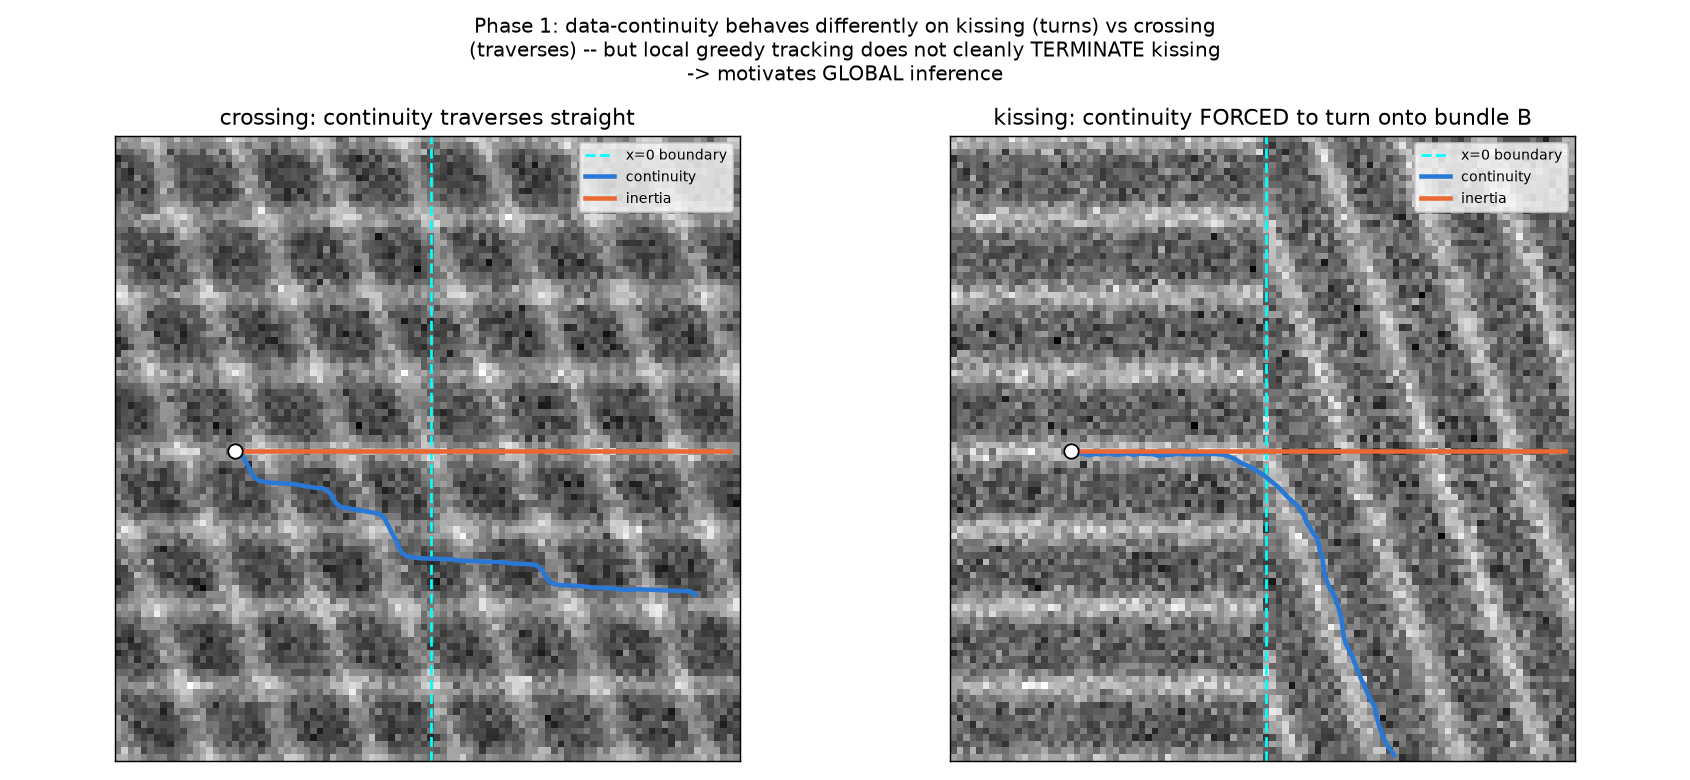 Phase 1: data-continuity behaves differently on kissing (turns) vs crossing
(traverses) -- but local greedy tracking does not cleanly TERMINATE kissing
-> motivates GLOBAL inference
crossing: continuity traverses straight
x=0 boundary
continuity
inertia
kissing: continuity FORCED to turn onto bundle B
x=0 boundary
continuity
inertia